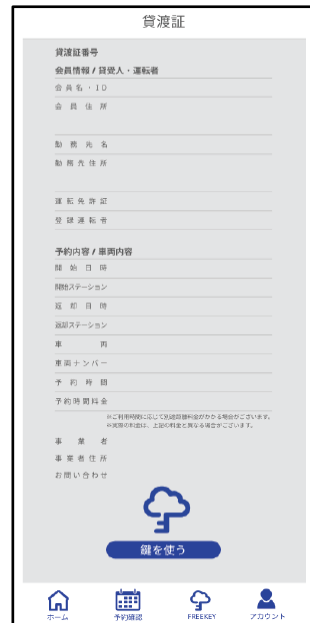 貸渡証
貸渡証番号
会員情報 / 貸受人・運転者
会員名・ID
会員住所
勤務先名
勤務先住所
運転免許証
登録運転者
予約内容 / 車両内容
開始日時
開始ステーション
返却日時
返却ステーション
車両
車両ナンバー
予約時間
予約時間料金
※ご利用時間に応じて別途距離料金がかかる場合がございます。
※実際の料金は、上記の料金と異なる場合がございます。
事業者
事業者住所
お問い合わせ
鍵を使う
ホーム 予約確認 FREEKEY アカウント